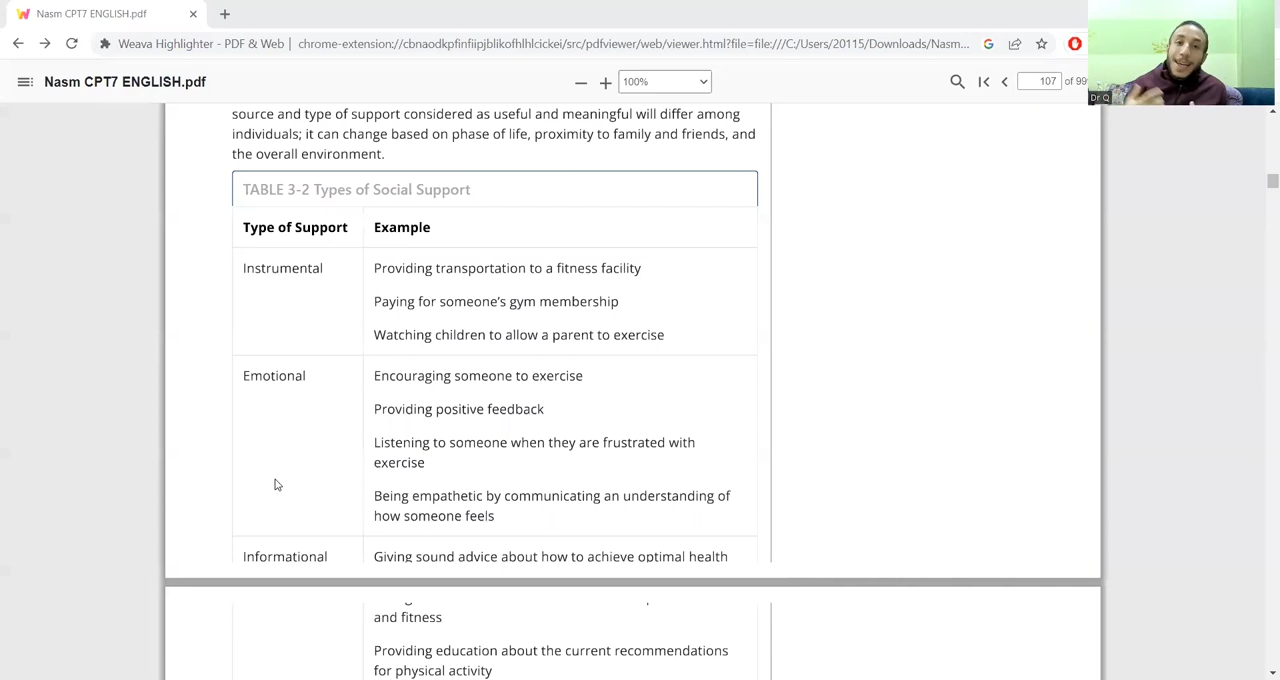 Nasm CPT7 ENGLISH.pdf
Weava Highlighter - PDF & Web | chrome-extension://cbnaodkpfinfiipjblikofhlhlcickei/src/pdfviewer/web/viewer.html?file=file:///C:/Users/20115/Downloads/Nasm...
Nasm CPT7 ENGLISH.pdf
100%
107 of 99
Dr Q
source and type of support considered as useful and meaningful will differ among
individuals; it can change based on phase of life, proximity to family and friends, and
the overall environment.
TABLE 3-2 Types of Social Support
Type of Support Example
Instrumental Providing transportation to a fitness facility
Paying for someone's gym membership
Watching children to allow a parent to exercise
Emotional Encouraging someone to exercise
Providing positive feedback
Listening to someone when they are frustrated with
exercise
Being empathetic by communicating an understanding of
how someone feels
Informational Giving sound advice about how to achieve optimal health
and fitness
Providing education about the current recommendations
for physical activity